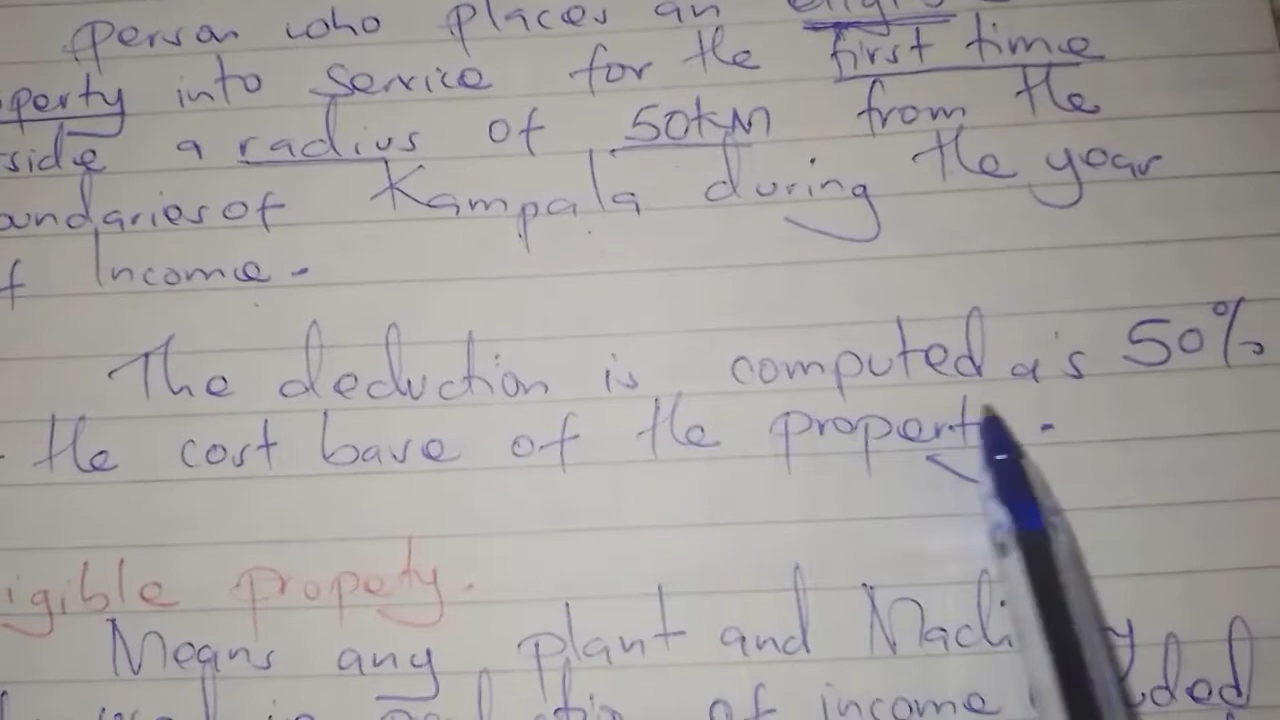 person who places an
perty into service for the first time
side a radius of 50km from the
undaries of Kampala during the year
f Income.
The deduction is computed as 50%
the cost base of the property.
igible propety.
Means any plant and Machi
of income